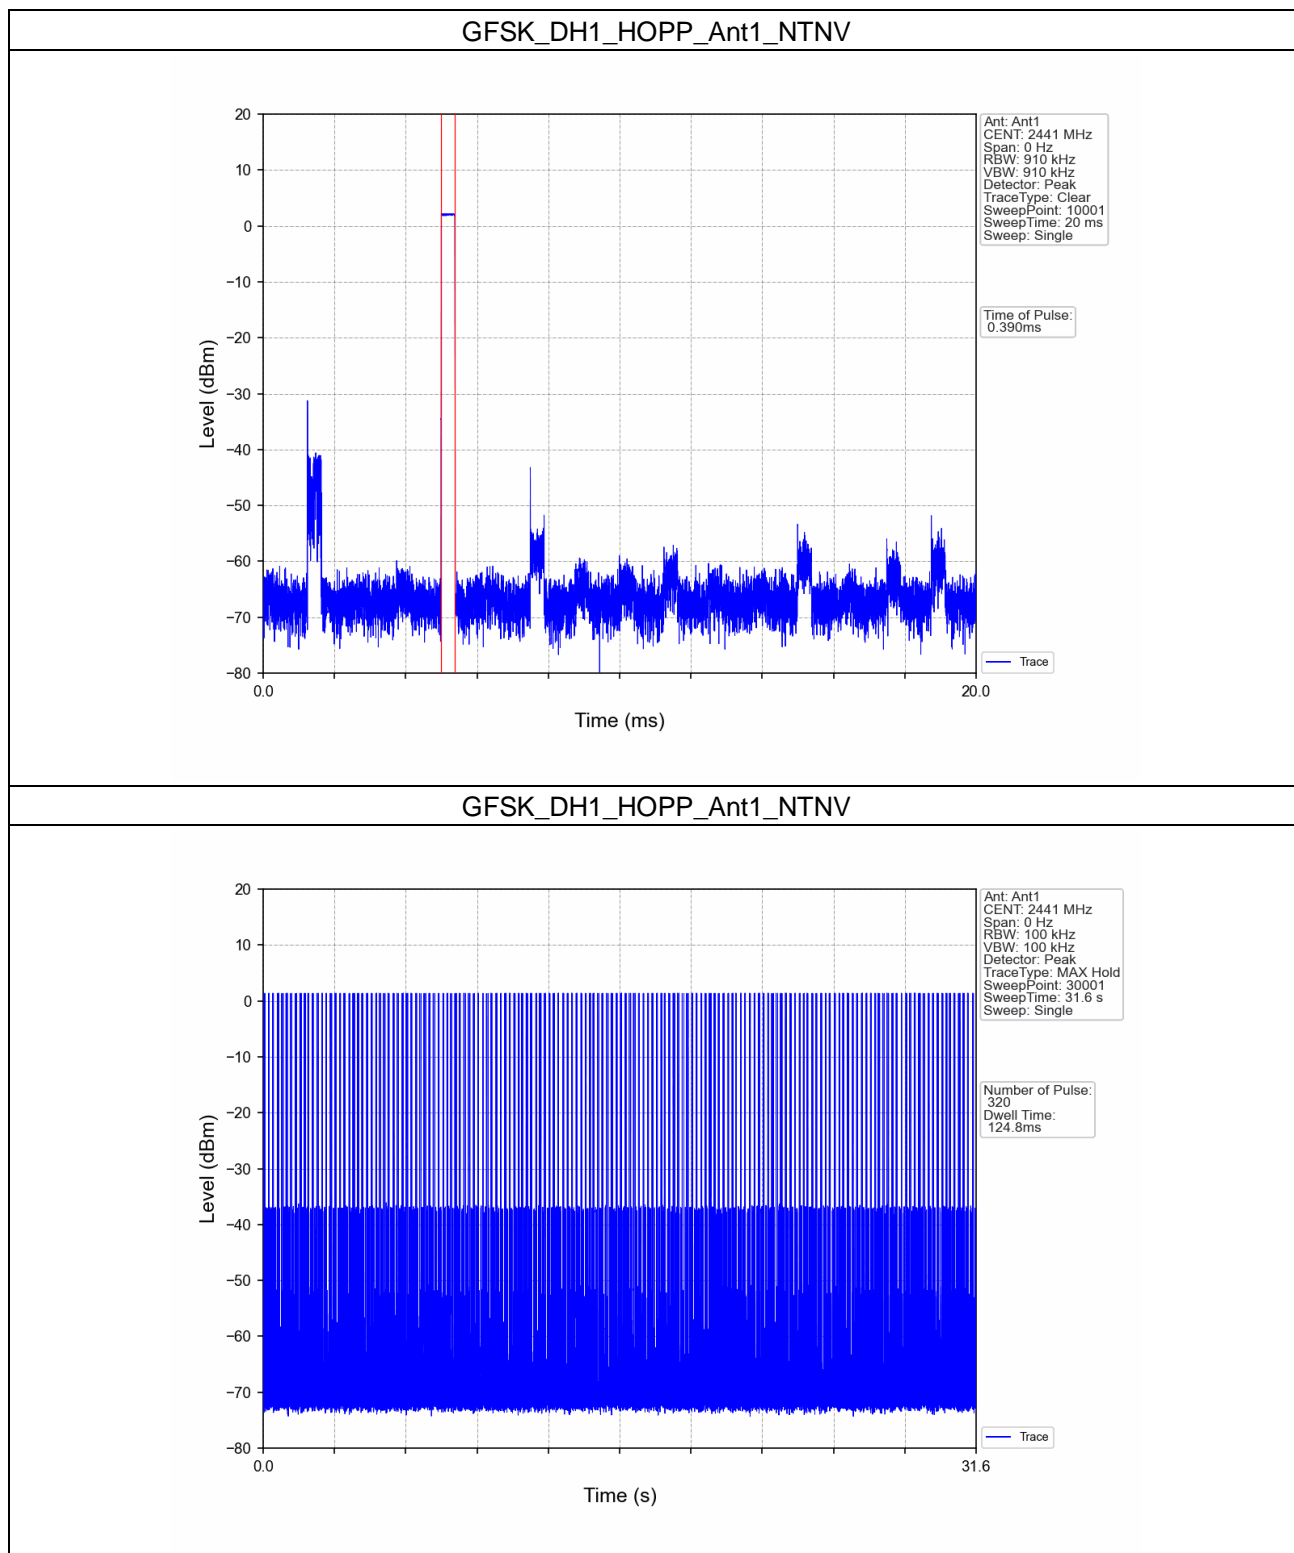 GFSK_DH1_HOPP_Ant1_NTNV
20
10
0
−10
−20
−30
−40
−50
−60
−70
−80
Level (dBm)
0.0
20.0
Time (ms)
Ant: Ant1
CENT: 2441 MHz
Span: 0 Hz
RBW: 910 kHz
VBW: 910 kHz
Detector: Peak
TraceType: Clear
SweepPoint: 10001
SweepTime: 20 ms
Sweep: Single
Time of Pulse:
0.390ms
Trace
GFSK_DH1_HOPP_Ant1_NTNV
20
10
0
−10
−20
−30
−40
−50
−60
−70
−80
Level (dBm)
0.0
31.6
Time (s)
Ant: Ant1
CENT: 2441 MHz
Span: 0 Hz
RBW: 100 kHz
VBW: 100 kHz
Detector: Peak
TraceType: MAX Hold
SweepPoint: 30001
SweepTime: 31.6 s
Sweep: Single
Number of Pulse:
320
Dwell Time:
124.8ms
Trace